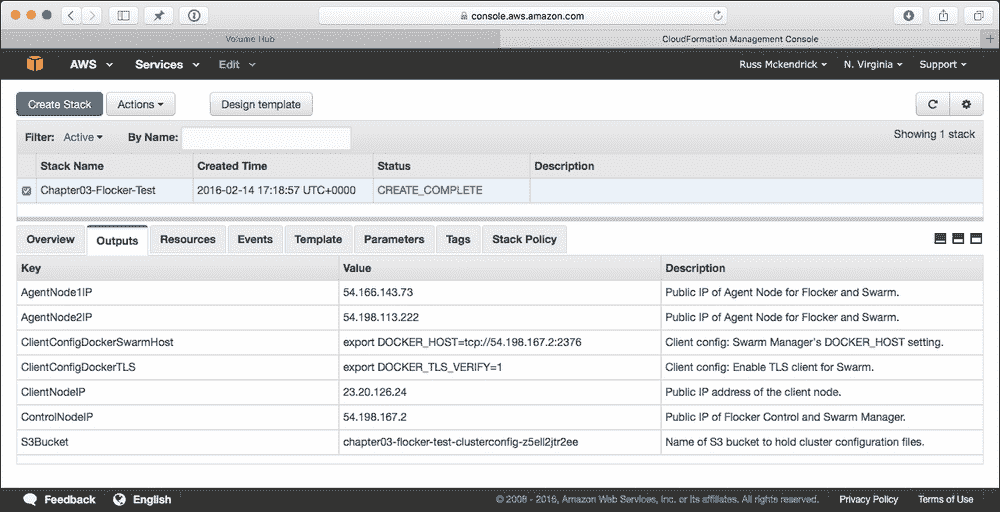 console.aws.amazon.com
Volume Hub
CloudFormation Management Console
AWS Services Edit Russ Mckendrick N. Virginia Support
Create Stack Actions Design template
Filter: Active By Name: Showing 1 stack
Stack Name Created Time Status Description
Chapter03-Flocker-Test 2016-02-14 17:18:57 UTC+0000 CREATE_COMPLETE
Overview Outputs Resources Events Template Parameters Tags Stack Policy
Key Value Description
AgentNode1IP 54.166.143.73 Public IP of Agent Node for Flocker and Swarm.
AgentNode2IP 54.198.113.222 Public IP of Agent Node for Flocker and Swarm.
ClientConfigDockerSwarmHost export DOCKER_HOST=tcp://54.198.167.2:2376 Client config: Swarm Manager's DOCKER_HOST setting.
ClientConfigDockerTLS export DOCKER_TLS_VERIFY=1 Client config: Enable TLS client for Swarm.
ClientNodeIP 23.20.126.24 Public IP address of the client node.
ControlNodeIP 54.198.167.2 Public IP of Flocker Control and Swarm Manager.
S3Bucket chapter03-flocker-test-clusterconfig-z5ell2jtr2ee Name of S3 bucket to hold cluster configuration files.
Feedback English © 2008 - 2016, Amazon Web Services, Inc. or its affiliates. All rights reserved. Privacy Policy Terms of Use